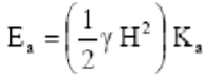 Eₐ = (1/2 γ H²) Kₐ